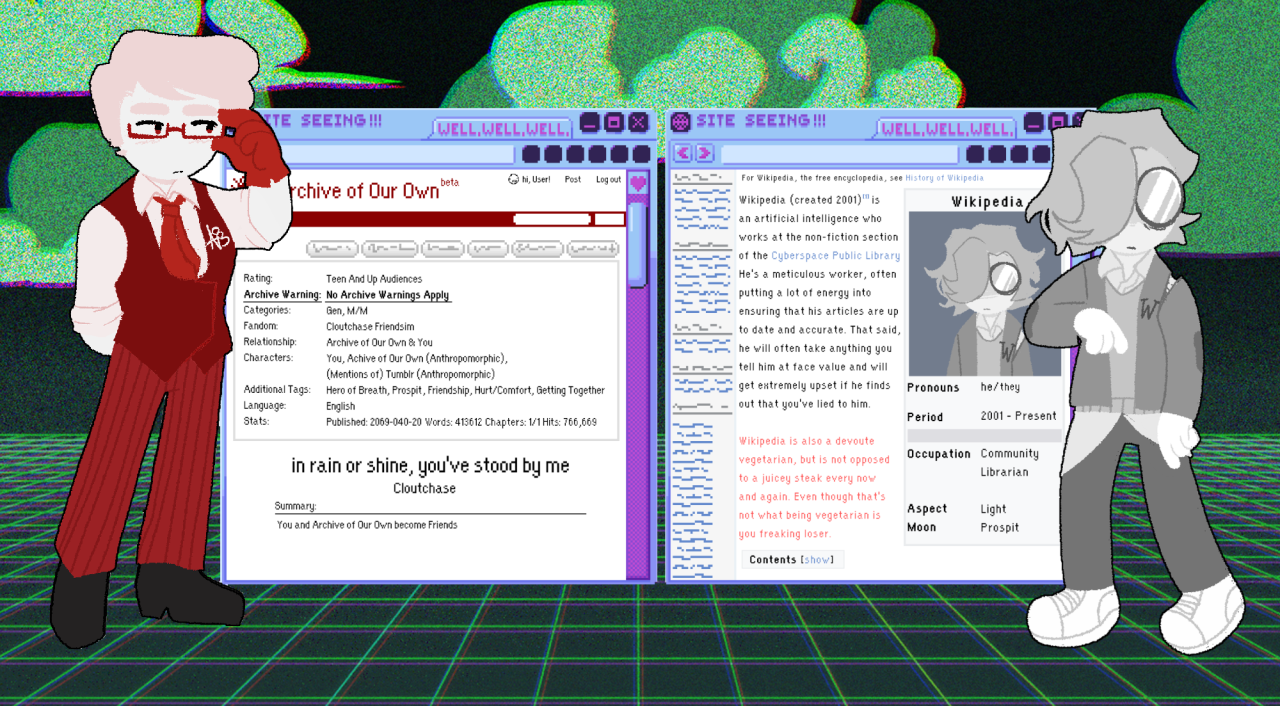 SITE SEEING!!!
WELL,WELL,WELL,
hi, User! Post Log out
Archive of Our Own beta
Rating: Teen And Up Audiences
Archive Warning: No Archive Warnings Apply
Categories: Gen, M/M
Fandom: Cloutchase Friendsim
Relationship: Archive of Our Own & You
Characters: You, Achive of Our Own (Anthropomorphic),
(Mentions of) Tumblr (Anthropomorphic)
Additional Tags: Hero of Breath, Prospit, Friendship, Hurt/Comfort, Getting Together
Language: English
Stats: Published: 2069-040-20 Words: 413612 Chapters: 1/1 Hits: 766,669
in rain or shine, you've stood by me
Cloutchase
Summary:
You and Archive of Our Own become Friends
SITE SEEING!!!
WELL,WELL,WELL,
For Wikipedia, the free encyclopedia, see History of Wikipedia
Wikipedia (created 2001)[1] is
an artificial intelligence who
works at the non-fiction section
of the Cyberspace Public Library
He's a meticulous worker, often
putting a lot of energy into
ensuring that his articles are up
to date and accurate. That said,
he will often take anything you
tell him at face value and will
get extremely upset if he finds
out that you've lied to him.
Wikipedia is also a devoute
vegetarian, but is not opposed
to a juicey steak every now
and again. Even though that's
not what being vegetarian is
you freaking loser.
Contents [show]
Wikipedia
W
Pronouns he/they
Period 2001 - Present
Occupation Community
Librarian
Aspect Light
Moon Prospit
W